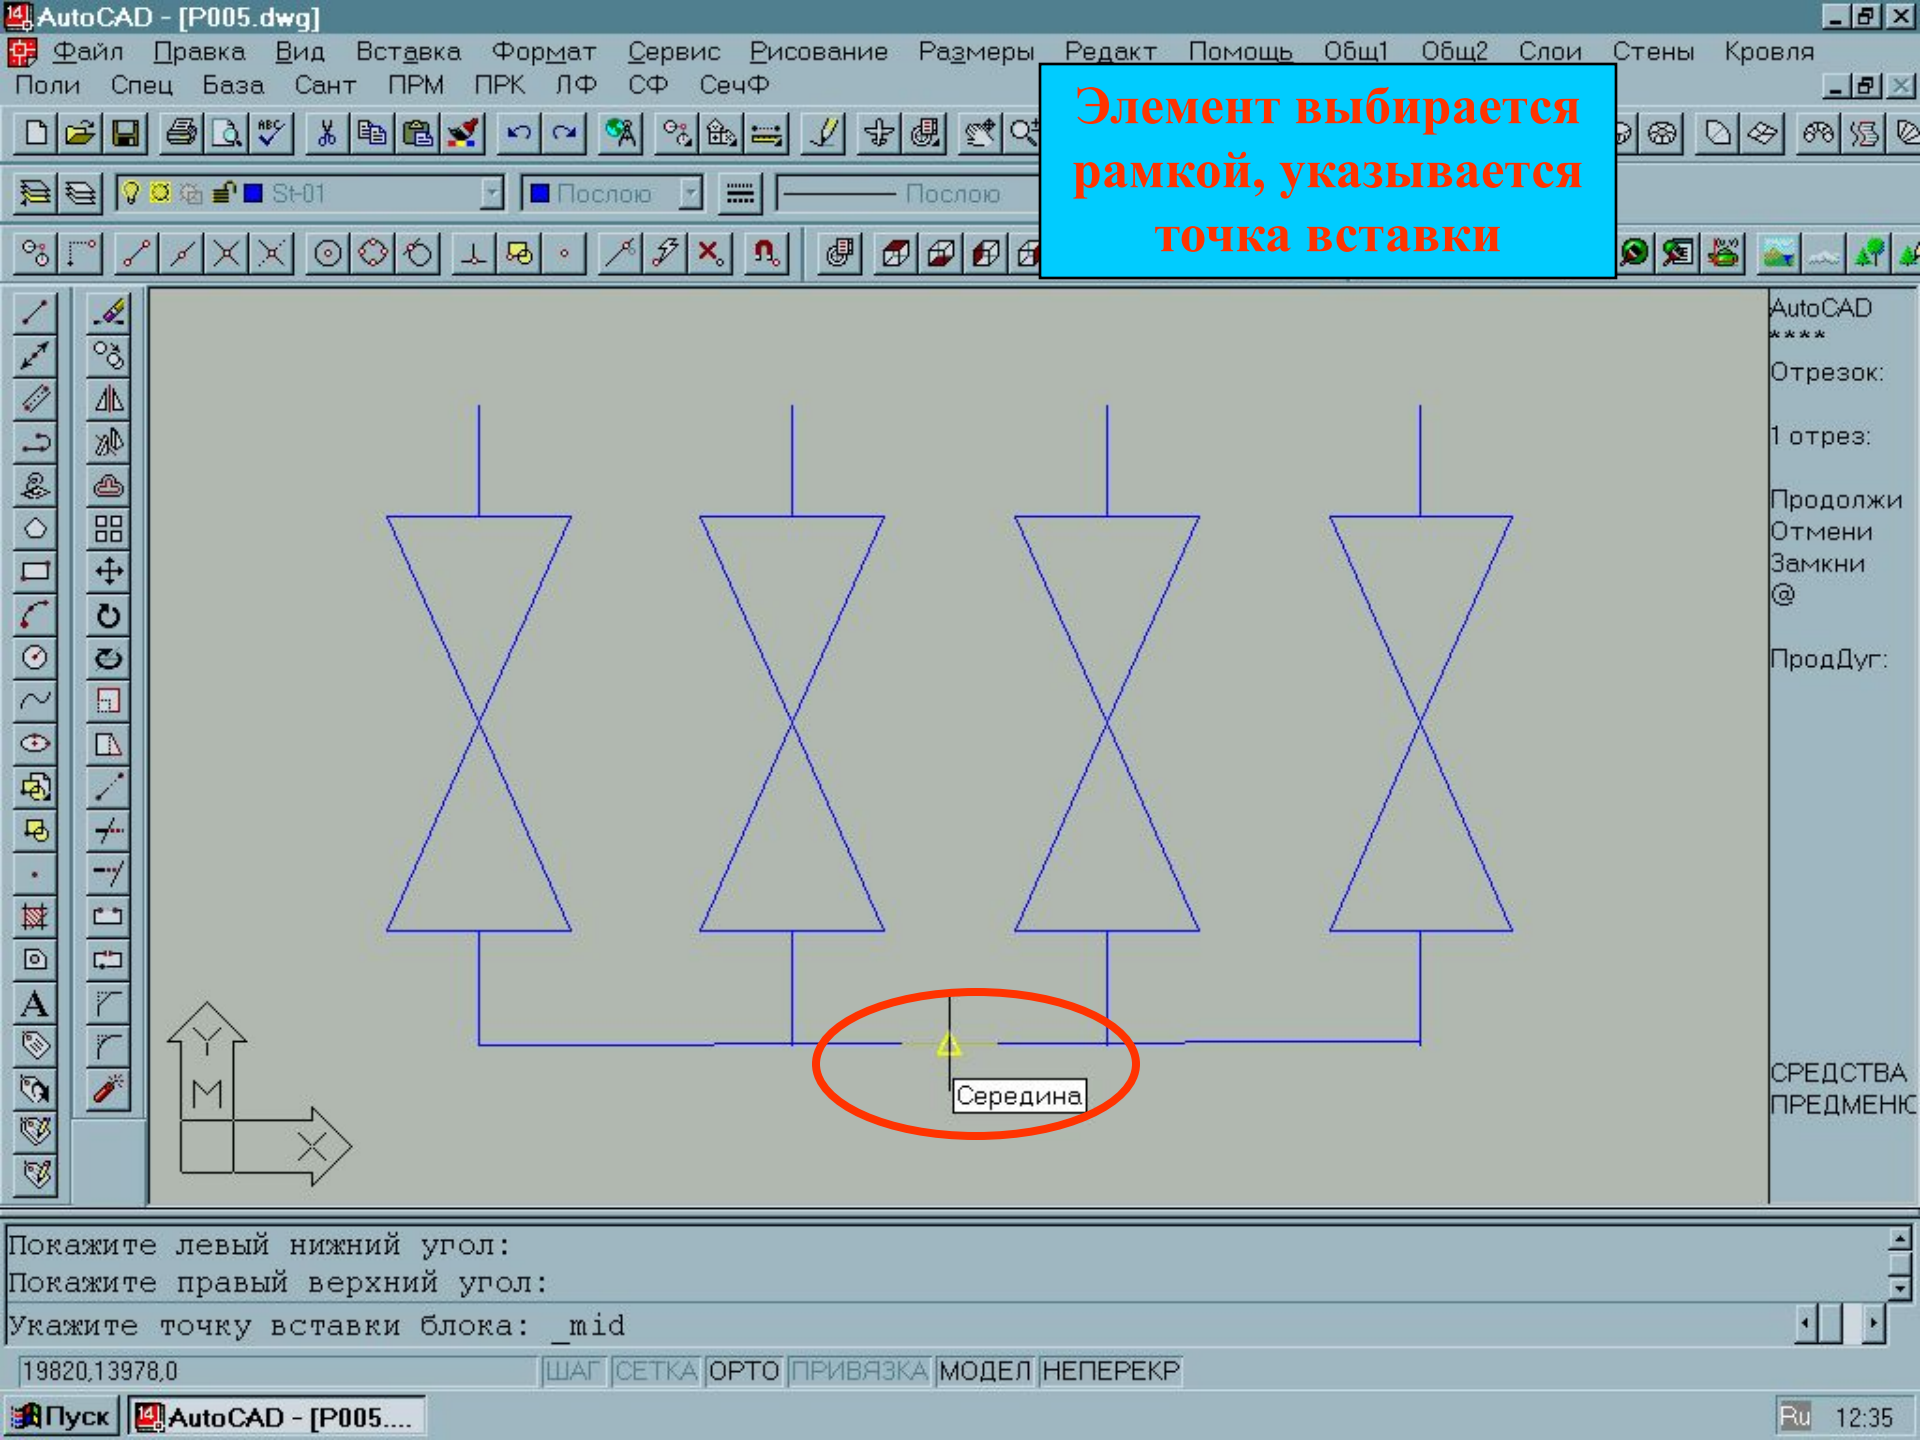 AutoCAD - [P005.dwg]
Файл Правка Вид Вставка Формат Сервис Рисование Размеры Редакт Помощь Общ1 Общ2 Слои Стены Кровля
Поли Спец База Сант ПРМ ПРК ЛФ СФ СечФ
Элемент выбирается
рамкой, указывается
точка вставки
St-01 Послою Послою
AutoCAD
****
Отрезок:
1 отрез:
Продолжи
Отмени
Замкни
@
ПродДуг:
Y
M
X
Середина
СРЕДСТВА
ПРЕДМЕНЮ
Покажите левый нижний угол:
Покажите правый верхний угол:
Укажите точку вставки блока: _mid
19820,13978,0 ШАГ СЕТКА ОРТО ПРИВЯЗКА МОДЕЛ НЕПЕРЕКР
Пуск AutoCAD - [P005.... Ru 12:35